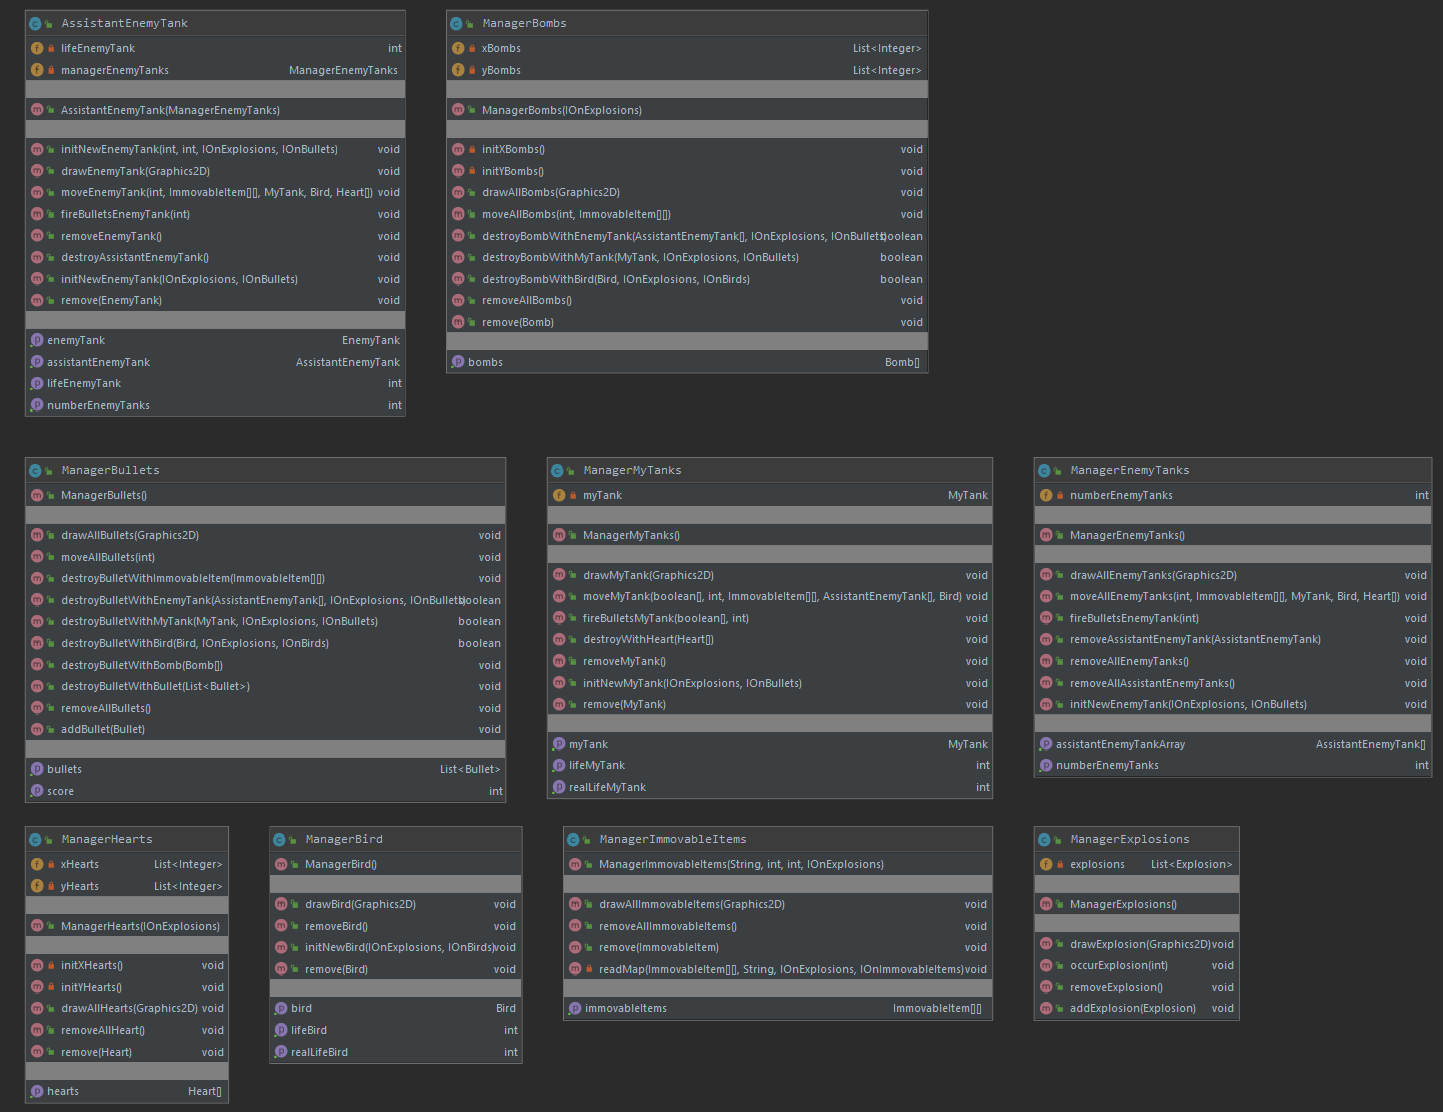 AssistantEnemyTank
lifeEnemyTank int
managerEnemyTanks ManagerEnemyTanks
AssistantEnemyTank(ManagerEnemyTanks)
initNewEnemyTank(int, int, IOnExplosions, IOnBullets) void
drawEnemyTank(Graphics2D) void
moveEnemyTank(int, ImmovableItem[][], MyTank, Bird, Heart[]) void
fireBulletsEnemyTank(int) void
removeEnemyTank() void
destroyAssistantEnemyTank() void
initNewEnemyTank(IOnExplosions, IOnBullets) void
remove(EnemyTank) void
enemyTank EnemyTank
assistantEnemyTank AssistantEnemyTank
lifeEnemyTank int
numberEnemyTanks int
ManagerBombs
xBombs List<Integer>
yBombs List<Integer>
ManagerBombs(IOnExplosions)
initXBombs() void
initYBombs() void
drawAllBombs(Graphics2D) void
moveAllBombs(int, ImmovableItem[][]) void
destroyBombWithEnemyTank(AssistantEnemyTank[], IOnExplosions, IOnBullets) boolean
destroyBombWithMyTank(MyTank, IOnExplosions, IOnBullets) boolean
destroyBombWithBird(Bird, IOnExplosions, IOnBirds) boolean
removeAllBombs() void
remove(Bomb) void
bombs Bomb[]
ManagerBullets
ManagerBullets()
drawAllBullets(Graphics2D) void
moveAllBullets(int) void
destroyBulletWithImmovableItem(ImmovableItem[][]) void
destroyBulletWithEnemyTank(AssistantEnemyTank[], IOnExplosions, IOnBullets) boolean
destroyBulletWithMyTank(MyTank, IOnExplosions, IOnBullets) boolean
destroyBulletWithBird(Bird, IOnExplosions, IOnBirds) boolean
destroyBulletWithBomb(Bomb[]) void
destroyBulletWithBullet(List<Bullet>) void
removeAllBullets() void
addBullet(Bullet) void
bullets List<Bullet>
score int
ManagerMyTanks
myTank MyTank
ManagerMyTanks()
drawMyTank(Graphics2D) void
moveMyTank(boolean[], int, ImmovableItem[][], AssistantEnemyTank[], Bird) void
fireBulletsMyTank(boolean[], int) void
destroyWithHeart(Heart[]) void
removeMyTank() void
initNewMyTank(IOnExplosions, IOnBullets) void
remove(MyTank) void
myTank MyTank
lifeMyTank int
realLifeMyTank int
ManagerEnemyTanks
numberEnemyTanks int
ManagerEnemyTanks()
drawAllEnemyTanks(Graphics2D) void
moveAllEnemyTanks(int, ImmovableItem[][], MyTank, Bird, Heart[]) void
fireBulletsEnemyTank(int) void
removeAssistantEnemyTank(AssistantEnemyTank) void
removeAllEnemyTanks() void
removeAllAssistantEnemyTanks() void
initNewEnemyTank(IOnExplosions, IOnBullets) void
assistantEnemyTankArray AssistantEnemyTank[]
numberEnemyTanks int
ManagerHearts
xHearts List<Integer>
yHearts List<Integer>
ManagerHearts(IOnExplosions)
initXHearts() void
initYHearts() void
drawAllHearts(Graphics2D) void
removeAllHeart() void
remove(Heart) void
hearts Heart[]
ManagerBird
ManagerBird()
drawBird(Graphics2D) void
removeBird() void
initNewBird(IOnExplosions, IOnBirds) void
remove(Bird) void
bird Bird
lifeBird int
realLifeBird int
ManagerImmovableItems
ManagerImmovableItems(String, int, int, IOnExplosions)
drawAllImmovableItems(Graphics2D) void
removeAllImmovableItems() void
remove(ImmovableItem) void
readMap(ImmovableItem[][], String, IOnExplosions, IOnImmovableItems) void
immovableItems ImmovableItem[][]
ManagerExplosions
explosions List<Explosion>
ManagerExplosions()
drawExplosion(Graphics2D) void
occurExplosion(int) void
removeExplosion() void
addExplosion(Explosion) void